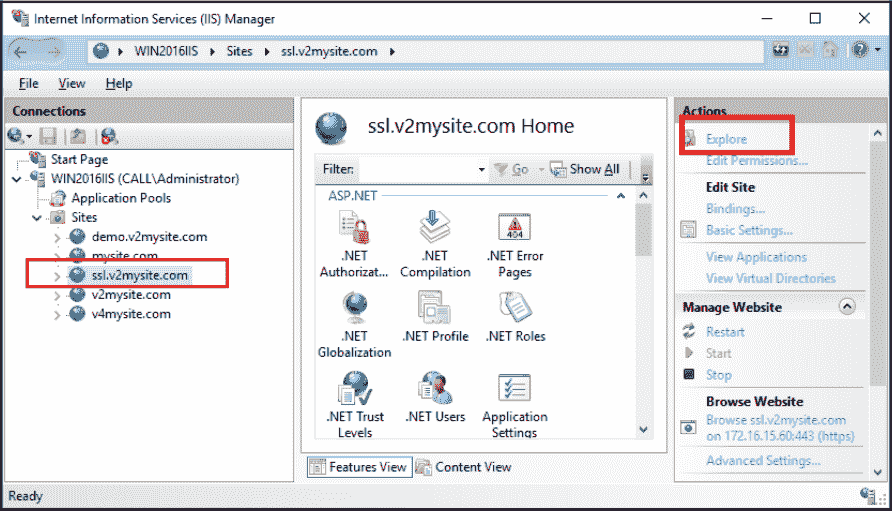 Internet Information Services (IIS) Manager
WIN2016IIS Sites ssl.v2mysite.com
File View Help
Connections
Start Page
WIN2016IIS (CALL\Administrator)
Application Pools
Sites
demo.v2mysite.com
mysite.com
ssl.v2mysite.com
v2mysite.com
v4mysite.com
ssl.v2mysite.com Home
Filter: Go Show All
ASP.NET
.NET Authorizat...
.NET Compilation
.NET Error Pages
.NET Globalization
.NET Profile
.NET Roles
.NET Trust Levels
.NET Users
Application Settings
Features View Content View
Actions
Explore
Edit Permissions...
Edit Site
Bindings...
Basic Settings...
View Applications
View Virtual Directories
Manage Website
Restart
Start
Stop
Browse Website
Browse ssl.v2mysite.com
on 172.16.15.60:443 (https)
Advanced Settings...
Ready